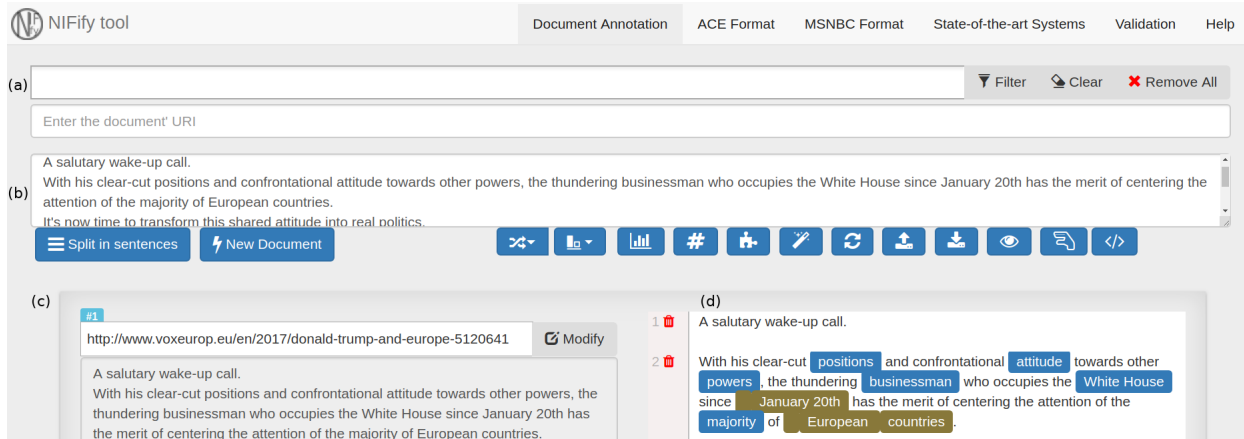 NIFify tool Document Annotation ACE Format MSNBC Format State-of-the-art Systems Validation Help
(a) Filter Clear Remove All
Enter the document' URI
A salutary wake-up call.
(b) With his clear-cut positions and confrontational attitude towards other powers, the thundering businessman who occupies the White House since January 20th has the merit of centering the
attention of the majority of European countries.
It's now time to transform this shared attitude into real politics.
Split in sentences New Document # </>
(c) (d)
#1
1 A salutary wake-up call.
http://www.voxeurop.eu/en/2017/donald-trump-and-europe-5120641 Modify
2 With his clear-cut positions and confrontational attitude towards other
powers , the thundering businessman who occupies the White House
since January 20th has the merit of centering the attention of the
majority of European countries .
A salutary wake-up call.
With his clear-cut positions and confrontational attitude towards other powers, the
thundering businessman who occupies the White House since January 20th has
the merit of centering the attention of the majority of European countries.